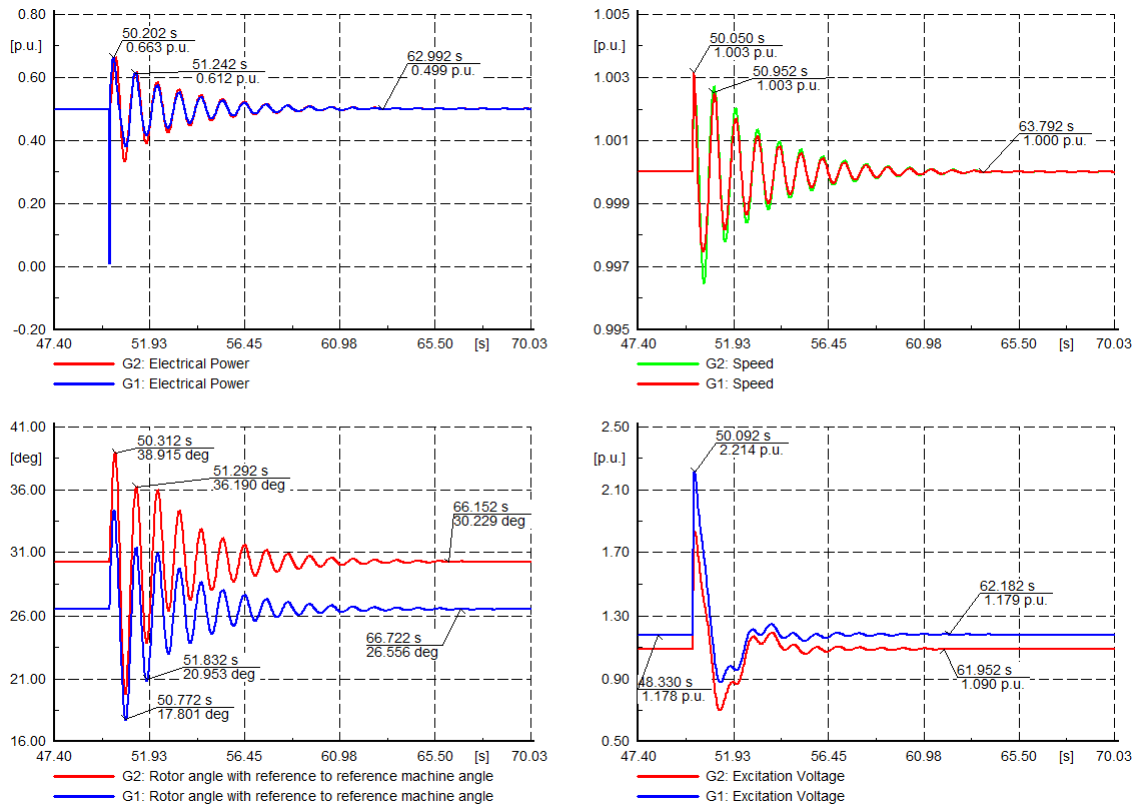 0.80
[p.u.]
0.60
0.40
0.20
0.00
-0.20
50.202 s
0.663 p.u.
51.242 s
0.612 p.u.
62.992 s
0.499 p.u.
47.40 51.93 56.45 60.98 65.50 [s] 70.03
G2: Electrical Power
G1: Electrical Power
1.005
[p.u.]
1.003
1.001
0.999
0.997
0.995
50.050 s
1.003 p.u.
50.952 s
1.003 p.u.
63.792 s
1.000 p.u.
47.40 51.93 56.45 60.98 65.50 [s] 70.03
G2: Speed
G1: Speed
41.00
[deg]
36.00
31.00
26.00
21.00
16.00
50.312 s
38.915 deg
51.292 s
36.190 deg
66.152 s
30.229 deg
66.722 s
26.556 deg
51.832 s
20.953 deg
50.772 s
17.801 deg
47.40 51.93 56.45 60.98 65.50 [s] 70.03
G2: Rotor angle with reference to reference machine angle
G1: Rotor angle with reference to reference machine angle
2.50
[p.u.]
2.10
1.70
1.30
0.90
0.50
50.092 s
2.214 p.u.
62.182 s
1.179 p.u.
48.330 s
1.178 p.u.
61.952 s
1.090 p.u.
47.40 51.93 56.45 60.98 65.50 [s] 70.03
G2: Excitation Voltage
G1: Excitation Voltage